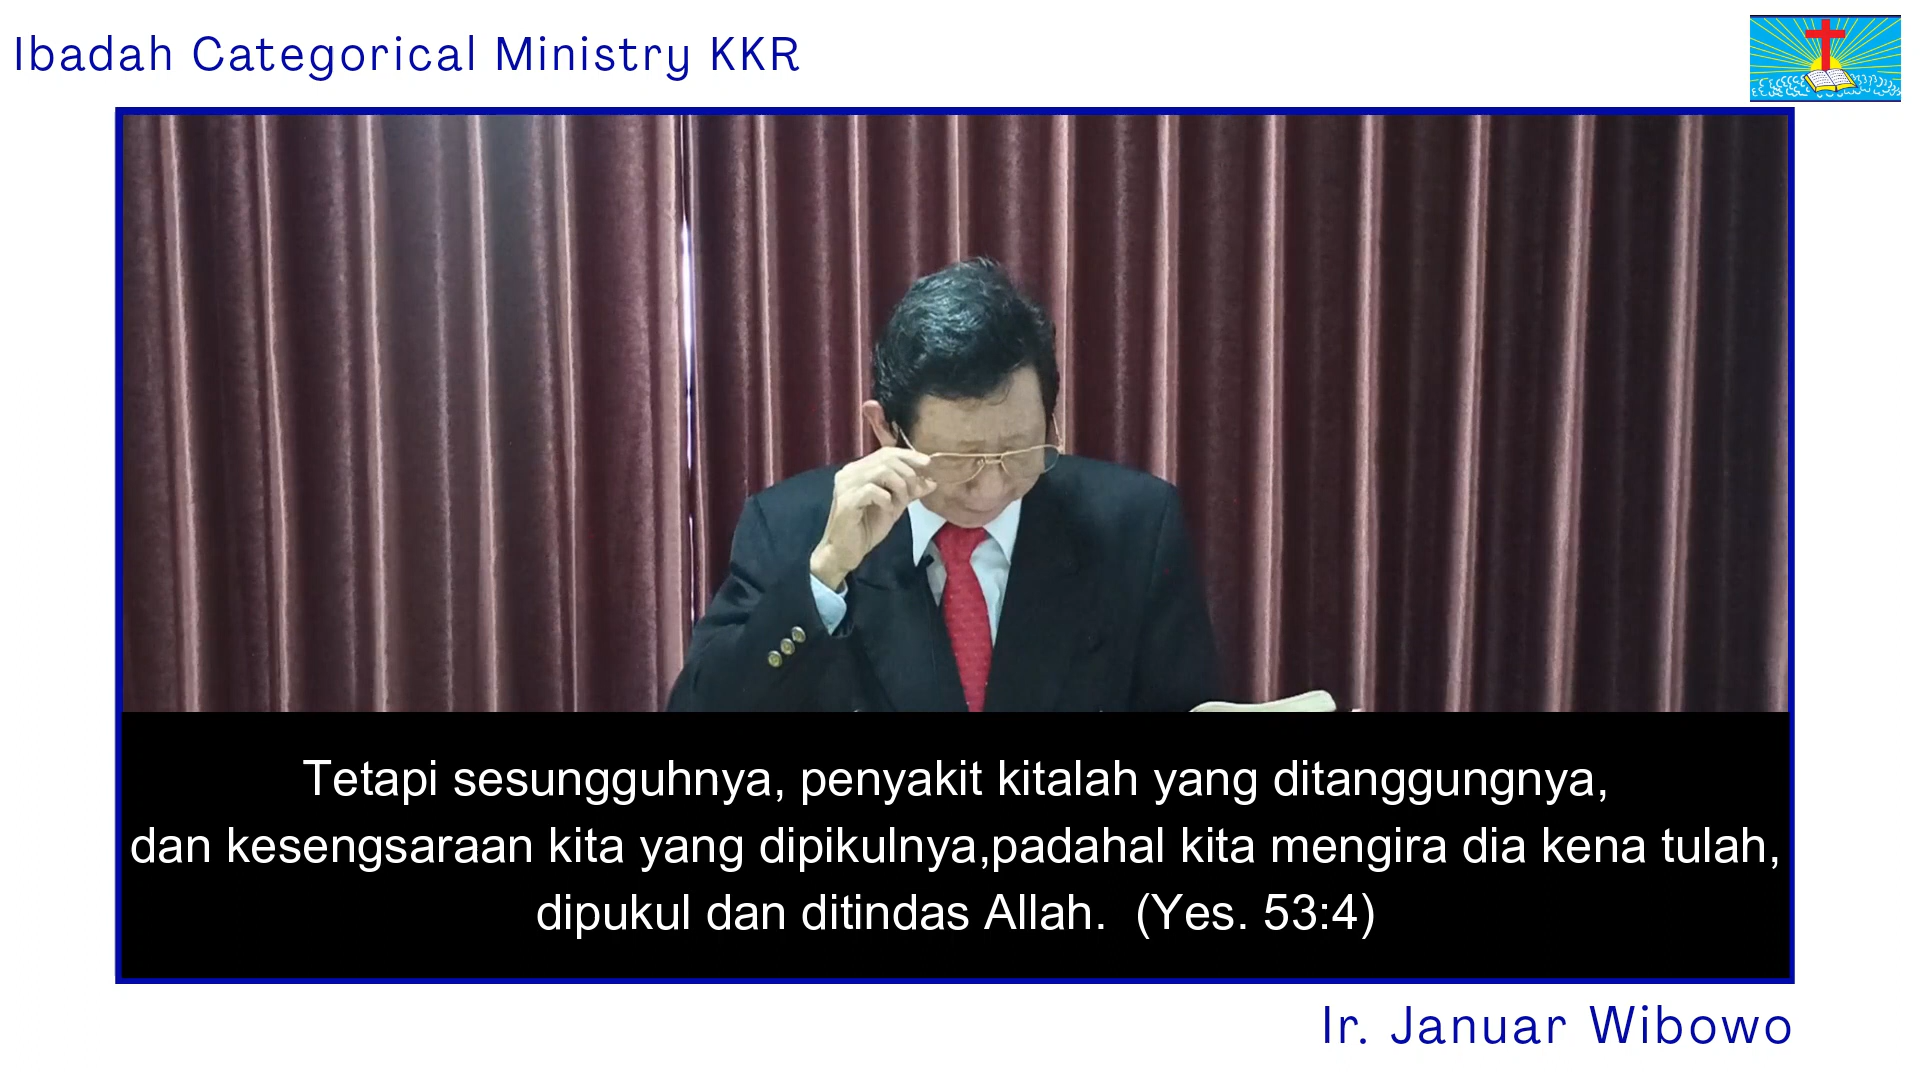 Ibadah Categorical Ministry KKR
Tetapi sesungguhnya, penyakit kitalah yang ditanggungnya,
dan kesengsaraan kita yang dipikulnya,padahal kita mengira dia kena tulah,
dipukul dan ditindas Allah.  (Yes. 53:4)
Ir. Januar Wibowo